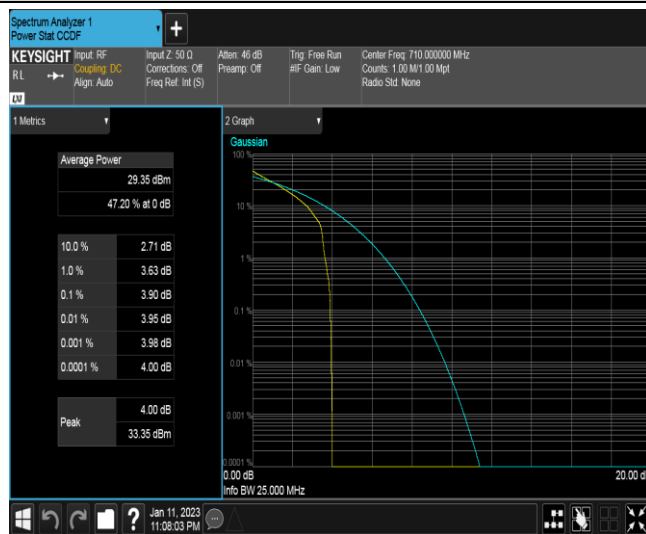 Spectrum Analyzer 1
Power Stat CCDF
KEYSIGHT
RL
LXI
Input: RF
Coupling: DC
Align: Auto
Input Z: 50 Ω
Corrections: Off
Freq Ref: Int (S)
Atten: 46 dB
Preamp: Off
Trig: Free Run
#IF Gain: Low
Center Freq: 710.000000 MHz
Counts: 1.00 M/1.00 Mpt
Radio Std: None
1 Metrics
Average Power
29.35 dBm
47.20 % at 0 dB
10.0 % 2.71 dB
1.0 % 3.63 dB
0.1 % 3.90 dB
0.01 % 3.95 dB
0.001 % 3.98 dB
0.0001 % 4.00 dB
Peak
4.00 dB
33.35 dBm
2 Graph
Gaussian
100 %
10 %
1 %
0.1 %
0.01 %
0.001 %
0.0001 %
0.00 dB
20.00 d
Info BW 25.000 MHz
?
Jan 11, 2023
11:08:03 PM